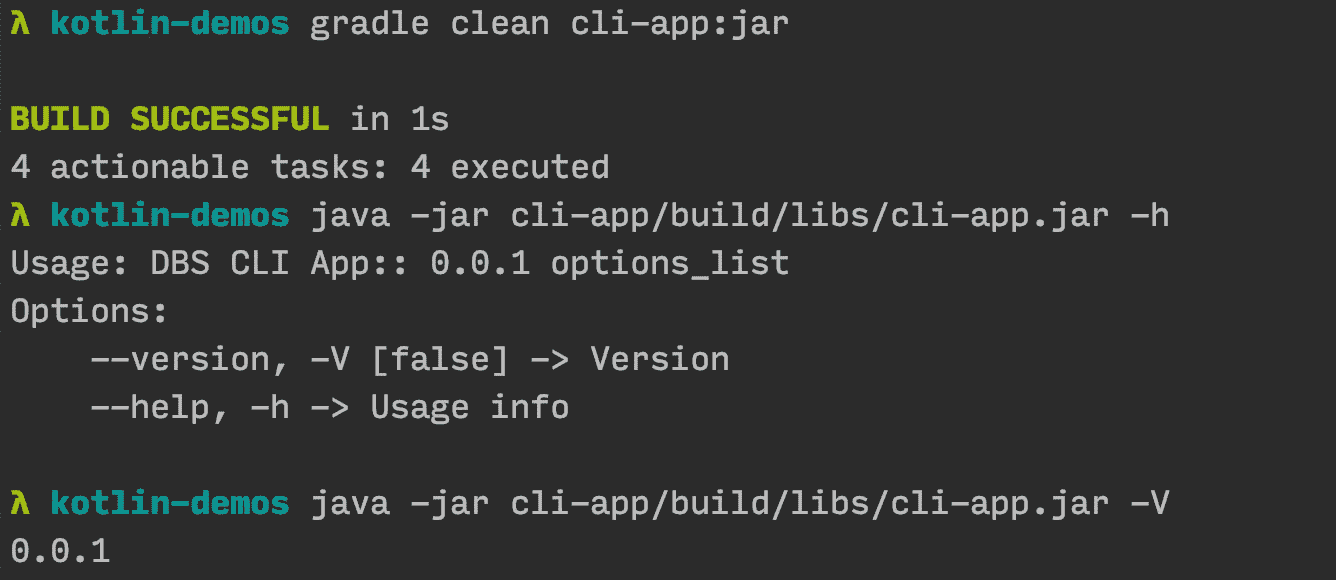 λ kotlin-demos gradle clean cli-app:jar
BUILD SUCCESSFUL in 1s
4 actionable tasks: 4 executed
λ kotlin-demos java -jar cli-app/build/libs/cli-app.jar -h
Usage: DBS CLI App:: 0.0.1 options_list
Options:
    --version, -V [false] -> Version
    --help, -h -> Usage info
λ kotlin-demos java -jar cli-app/build/libs/cli-app.jar -V
0.0.1